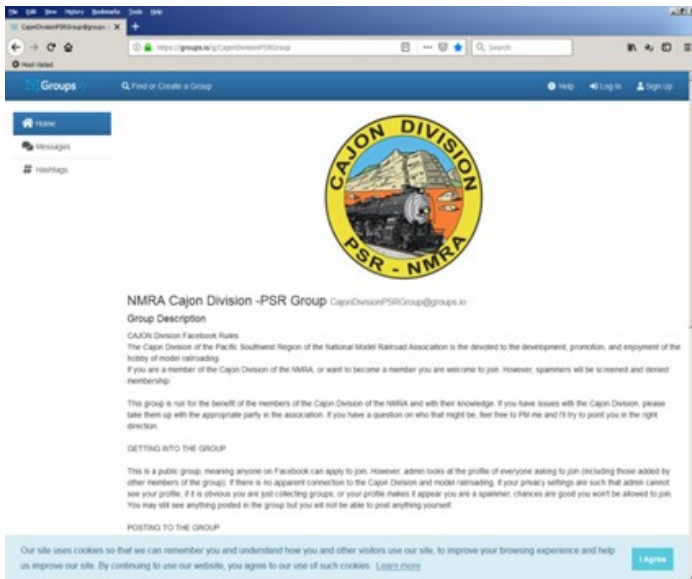 File Edit View History Bookmarks Tools Help
CajonDivisionPSRGroup@groups.i
https://groups.io/g/CajonDivisionPSRGroup
Search
Most Visited
Groups.io
Find or Create a Group
Help
Log In
Sign Up
Home
Messages
Hashtags
CAJON DIVISION
PSR - NMRA
NMRA Cajon Division -PSR Group CajonDivisionPSRGroup@groups.io
Group Description
CAJON Division Facebook Rules
The Cajon Division of the Pacific Southwest Region of the National Model Railroad Association is the devoted to the development, promotion, and enjoyment of the
hobby of model railroading.
If you are a member of the Cajon Division of the NMRA, or want to become a member you are welcome to join. However, spammers will be screened and denied
membership.
This group is run for the benefit of the members of the Cajon Division of the NMRA and with their knowledge. If you have issues with the Cajon Division, please
take them up with the appropriate party in the association. If you have a question on who that might be, feel free to PM me and I'll try to point you in the right
direction.
GETTING INTO THE GROUP
This is a public group, meaning anyone on Facebook can apply to join. However, admin looks at the profile of everyone asking to join (including those added by
other members of the group). If there is no apparent connection to the Cajon Division and model railroading, if your privacy settings are such that admin cannot
see your profile, if it is obvious you are just collecting groups, or your profile makes it appear you are a spammer, chances are good you won't be allowed to join.
You may still see anything posted in the group but you will not be able to post anything yourself.
POSTING TO THE GROUP
Our site uses cookies so that we can remember you and understand how you and other visitors use our site, to improve your browsing experience and help
us improve our site. By continuing to use our website, you agree to our use of such cookies. Learn more
I Agree